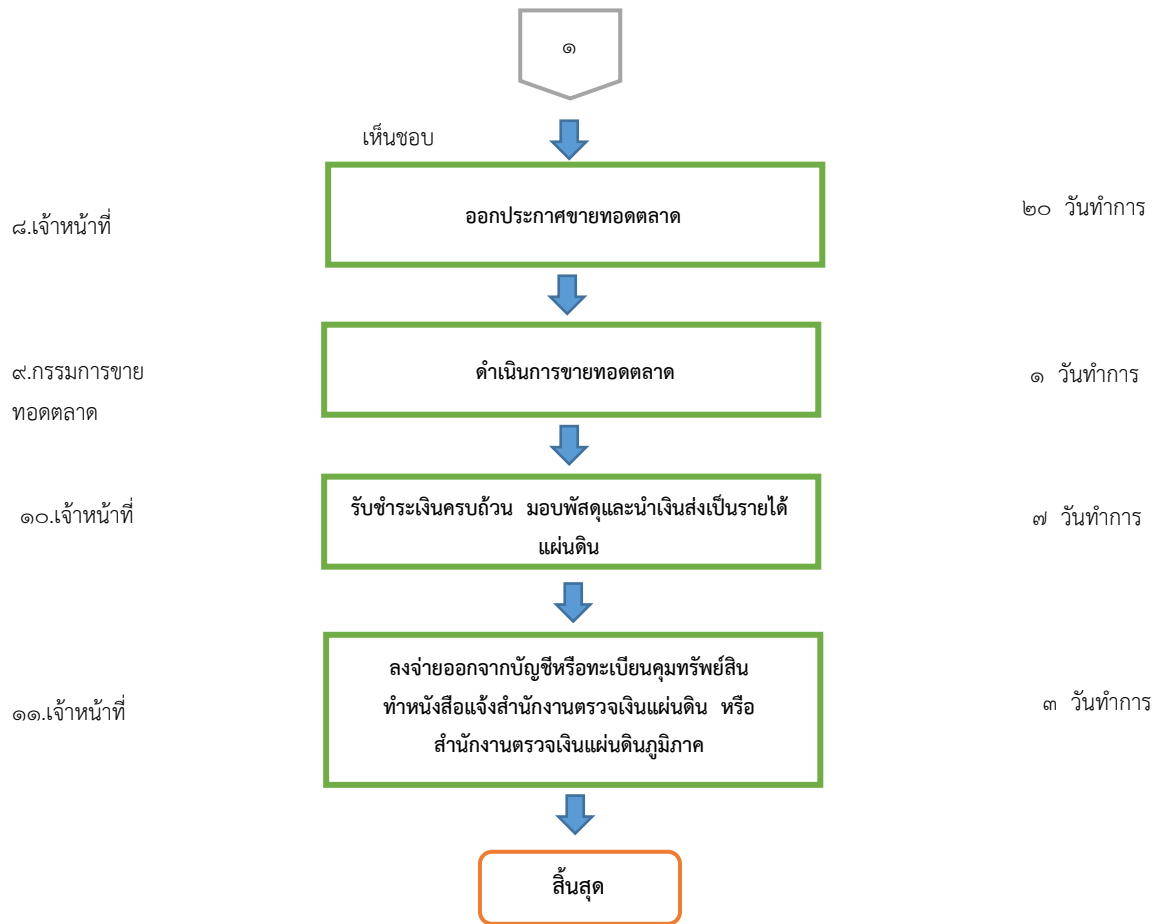 ๑
เห็นชอบ
๘.เจ้าหน้าที่
ออกประกาศขายทอดตลาด
๒๐ วันทำการ
๙.กรรมการขาย
ทอดตลาด
ดำเนินการขายทอดตลาด
๑ วันทำการ
๑๐.เจ้าหน้าที่
รับชำระเงินครบถ้วน มอบพัสดุและนำเงินส่งเป็นรายได้
แผ่นดิน
๗ วันทำการ
๑๑.เจ้าหน้าที่
ลงจ่ายออกจากบัญชีหรือทะเบียนคุมทรัพย์สิน
ทำหนังสือแจ้งสำนักงานตรวจเงินแผ่นดิน หรือ
สำนักงานตรวจเงินแผ่นดินภูมิภาค
๓ วันทำการ
สิ้นสุด